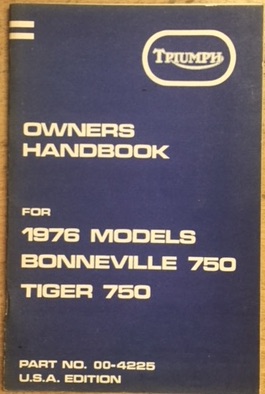 TRIUMPH
OWNERS
HANDBOOK
FOR
1976 MODELS
BONNEVILLE 750
TIGER 750
PART NO. 00-4225
U.S.A. EDITION